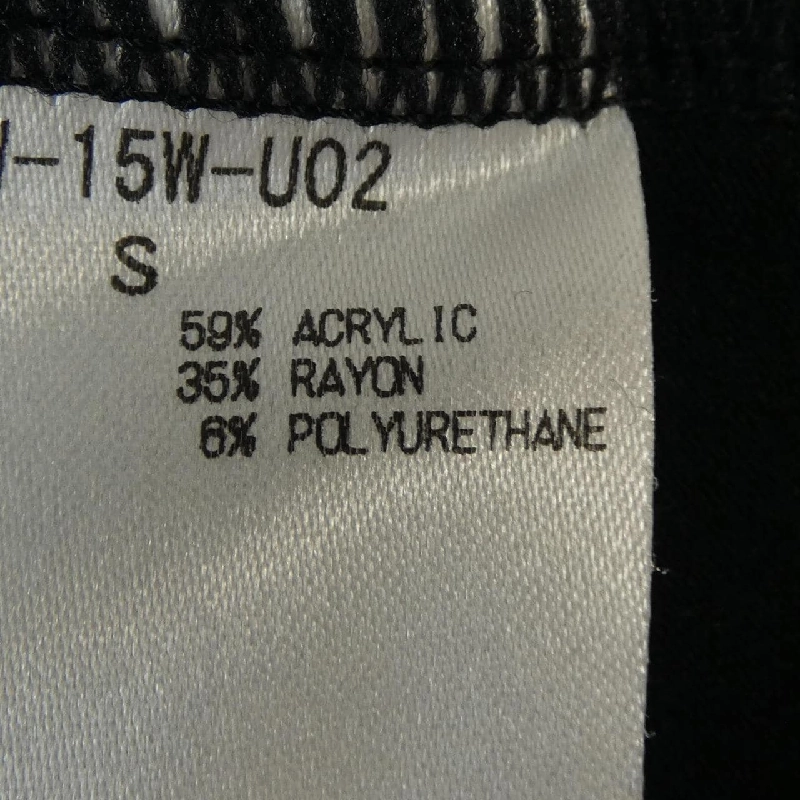 -15W-U02
S
59% ACRYLIC
35% RAYON
6% POLYURETHANE